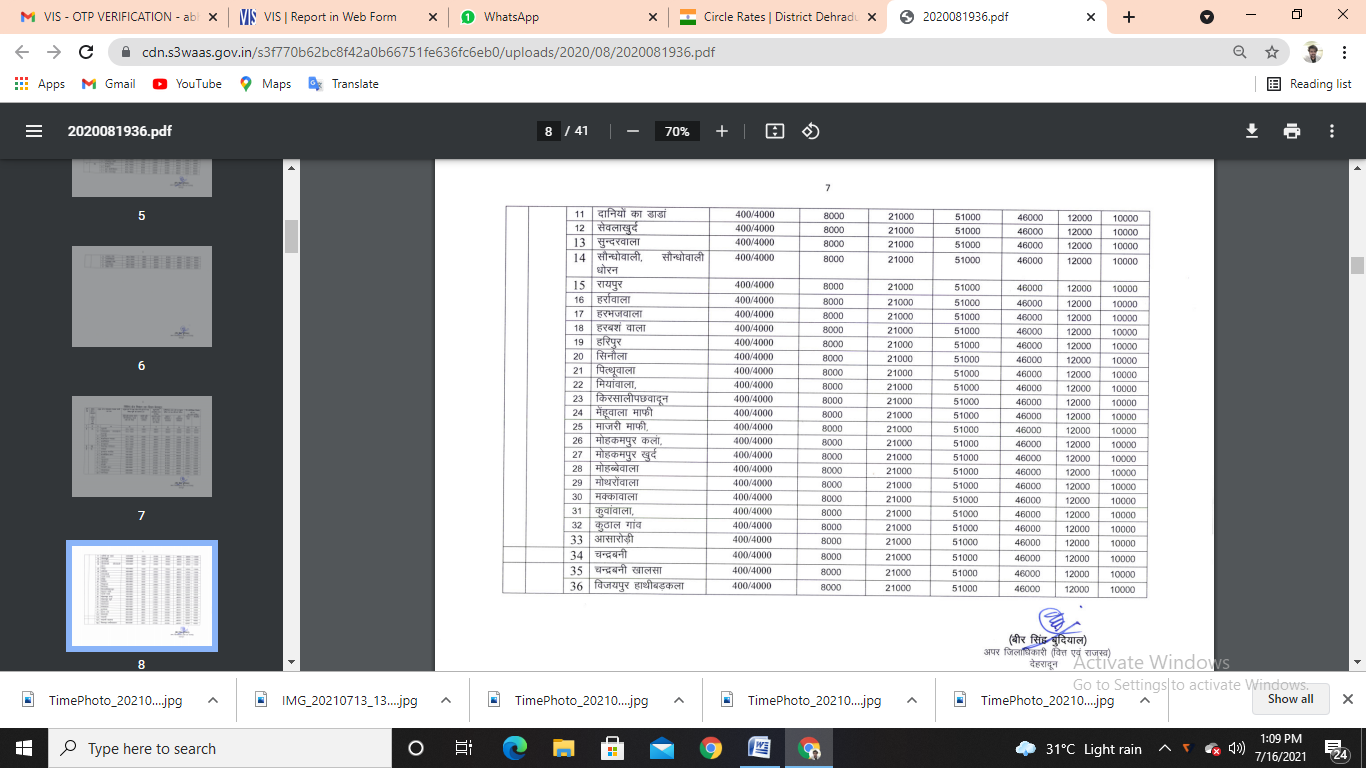 VIS - OTP VERIFICATION - abh
VIS | Report in Web Form
WhatsApp
Circle Rates | District Dehradu
2020081936.pdf
cdn.s3waas.gov.in/s3f770b62bc8f42a0b66751fe636fc6eb0/uploads/2020/08/2020081936.pdf
Apps Gmail YouTube Maps Translate Reading list
2020081936.pdf 8 / 41 70%
5
6
7
8
7
11 दानियों का डाडां 400/4000 8000 21000 51000 46000 12000 10000
12 सेवलाखुर्द 400/4000 8000 21000 51000 46000 12000 10000
13 सुन्दरवाला 400/4000 8000 21000 51000 46000 12000 10000
14 सौन्धोवाली, सौन्धोवाली 400/4000 8000 21000 51000 46000 12000 10000
धोरन
15 रायपुर 400/4000 8000 21000 51000 46000 12000 10000
16 हर्रावाला 400/4000 8000 21000 51000 46000 12000 10000
17 हरभजवाला 400/4000 8000 21000 51000 46000 12000 10000
18 हरबशं वाला 400/4000 8000 21000 51000 46000 12000 10000
19 हरिपुर 400/4000 8000 21000 51000 46000 12000 10000
20 सिनौला 400/4000 8000 21000 51000 46000 12000 10000
21 पित्थूवाला 400/4000 8000 21000 51000 46000 12000 10000
22 मियांवाला, 400/4000 8000 21000 51000 46000 12000 10000
23 किरसालीपछवादून 400/4000 8000 21000 51000 46000 12000 10000
24 मेंहूवाला माफी 400/4000 8000 21000 51000 46000 12000 10000
25 माजरी माफी, 400/4000 8000 21000 51000 46000 12000 10000
26 मोहकमपुर कलां, 400/4000 8000 21000 51000 46000 12000 10000
27 मोहकमपुर खुर्द 400/4000 8000 21000 51000 46000 12000 10000
28 मोहब्बेवाला 400/4000 8000 21000 51000 46000 12000 10000
29 मोथरोंवाला 400/4000 8000 21000 51000 46000 12000 10000
30 मक्कावाला 400/4000 8000 21000 51000 46000 12000 10000
31 कुवांवाला, 400/4000 8000 21000 51000 46000 12000 10000
32 कुठाल गांव 400/4000 8000 21000 51000 46000 12000 10000
33 आसारोड़ी 400/4000 8000 21000 51000 46000 12000 10000
34 चन्द्रबनी 400/4000 8000 21000 51000 46000 12000 10000
35 चन्द्रबनी खालसा 400/4000 8000 21000 51000 46000 12000 10000
36 विजयपुर हाथीबड़कला 400/4000 8000 21000 51000 46000 12000 10000
(बीर सिंह बुदियाल)
अपर जिलाधिकारी (वित्त एवं राजस्व)
देहरादून
Activate Windows
Go to Settings to activate Windows.
TimePhoto_20210....jpg
IMG_20210713_13....jpg
TimePhoto_20210....jpg
TimePhoto_20210....jpg
TimePhoto_20210....jpg
Show all
Type here to search
31°C Light rain
1:09 PM
7/16/2021
24